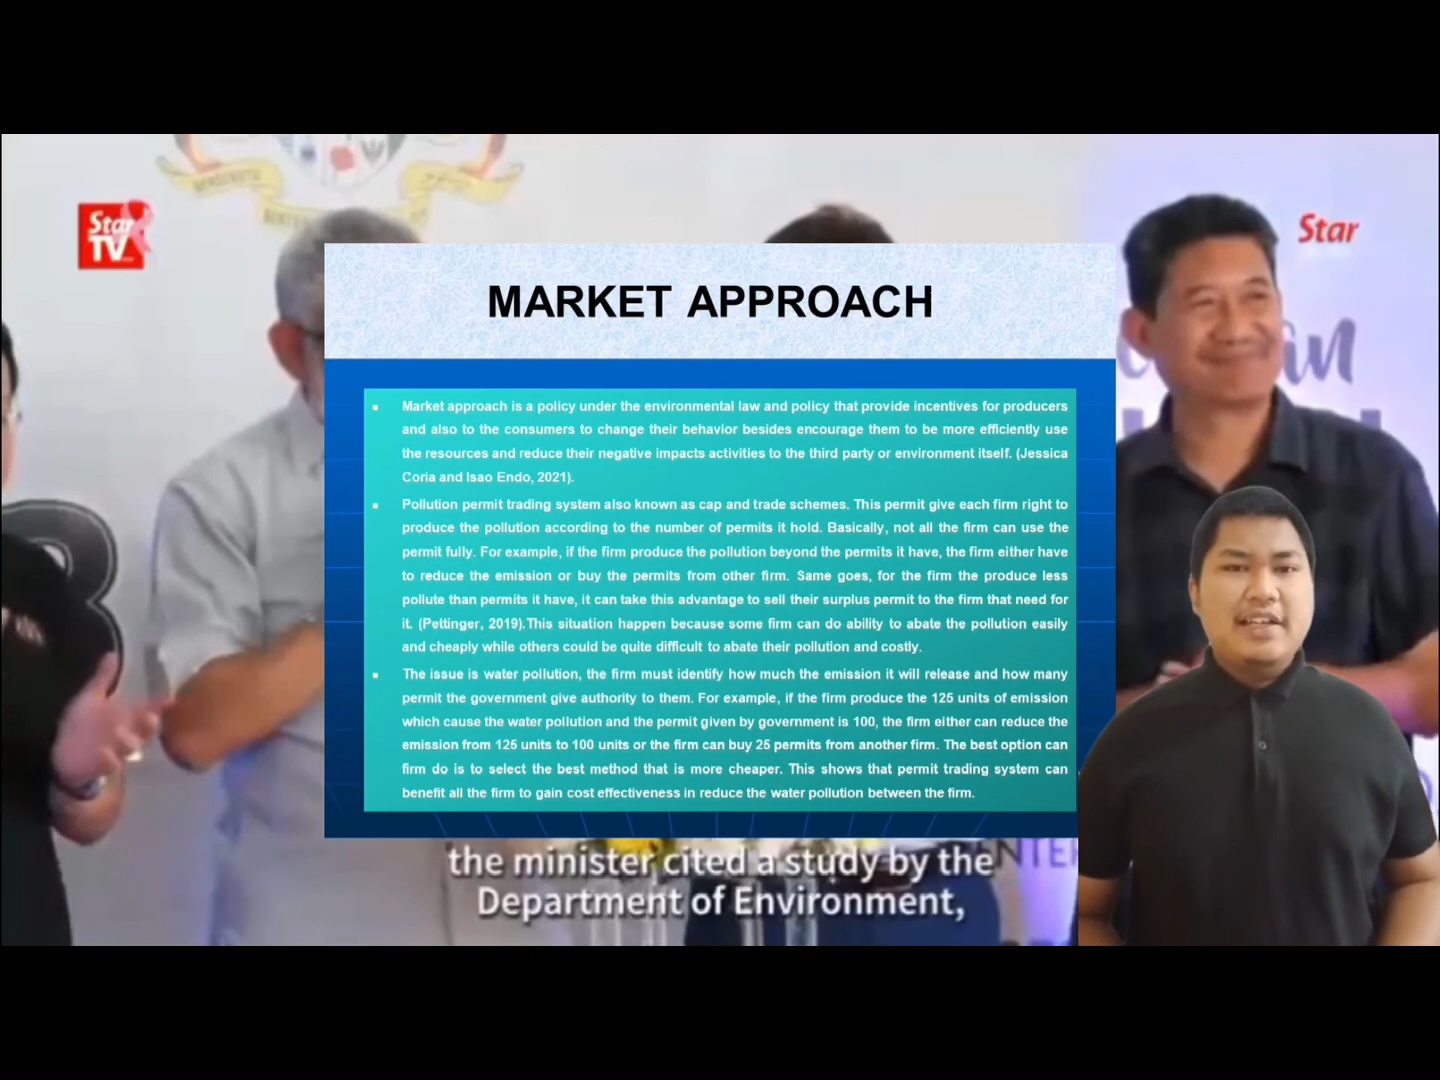 Star
TV
Star
MARKET APPROACH
Market approach is a policy under the environmental law and policy that provide incentives for producers
and also to the consumers to change their behavior besides encourage them to be more efficiently use
the resources and reduce their negative impacts activities to the third party or environment itself. (Jessica
Coria and Isao Endo, 2021).
Pollution permit trading system also known as cap and trade schemes. This permit give each firm right to
produce the pollution according to the number of permits it hold. Basically, not all the firm can use the
permit fully. For example, if the firm produce the pollution beyond the permits it have, the firm either have
to reduce the emission or buy the permits from other firm. Same goes, for the firm the produce less
pollute than permits it have, it can take this advantage to sell their surplus permit to the firm that need for
it. (Pettinger, 2019).This situation happen because some firm can do ability to abate the pollution easily
and cheaply while others could be quite difficult to abate their pollution and costly.
The issue is water pollution, the firm must identify how much the emission it will release and how many
permit the government give authority to them. For example, if the firm produce the 125 units of emission
which cause the water pollution and the permit given by government is 100, the firm either can reduce the
emission from 125 units to 100 units or the firm can buy 25 permits from another firm. The best option can
firm do is to select the best method that is more cheaper. This shows that permit trading system can
benefit all the firm to gain cost effectiveness in reduce the water pollution between the firm.
the minister cited a study by the
Department of Environment,